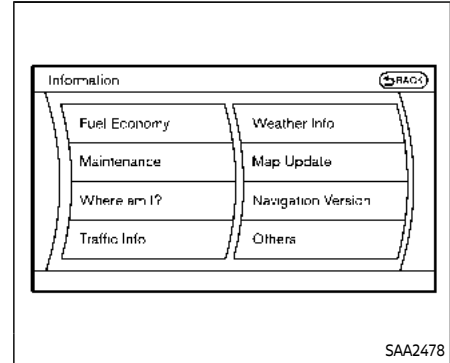 Information
BACK
Fuel Economy
Weather Info
Maintenance
Map Update
Where am I?
Navigation Version
Traffic Info
Others
SAA2478